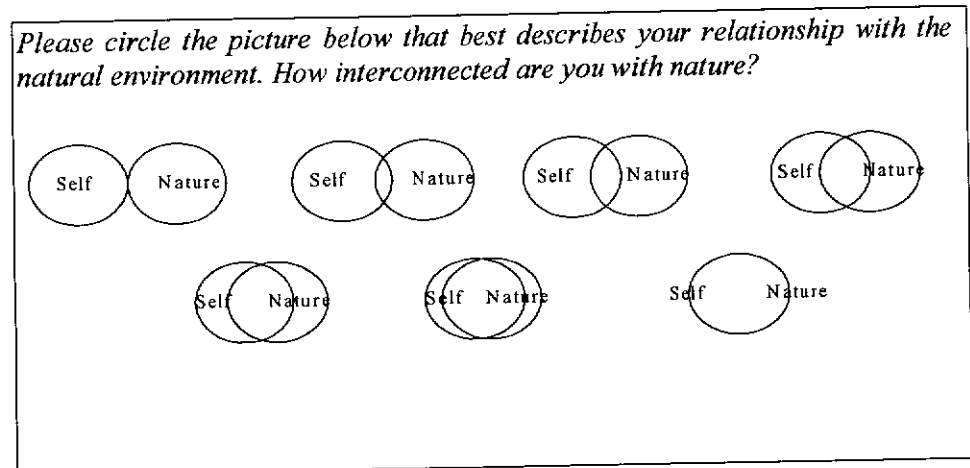 Please circle the picture below that best describes your relationship with the
natural environment. How interconnected are you with nature?
Self Nature Self Nature Self Nature Self Nature
Self Nature Self Nature Self Nature